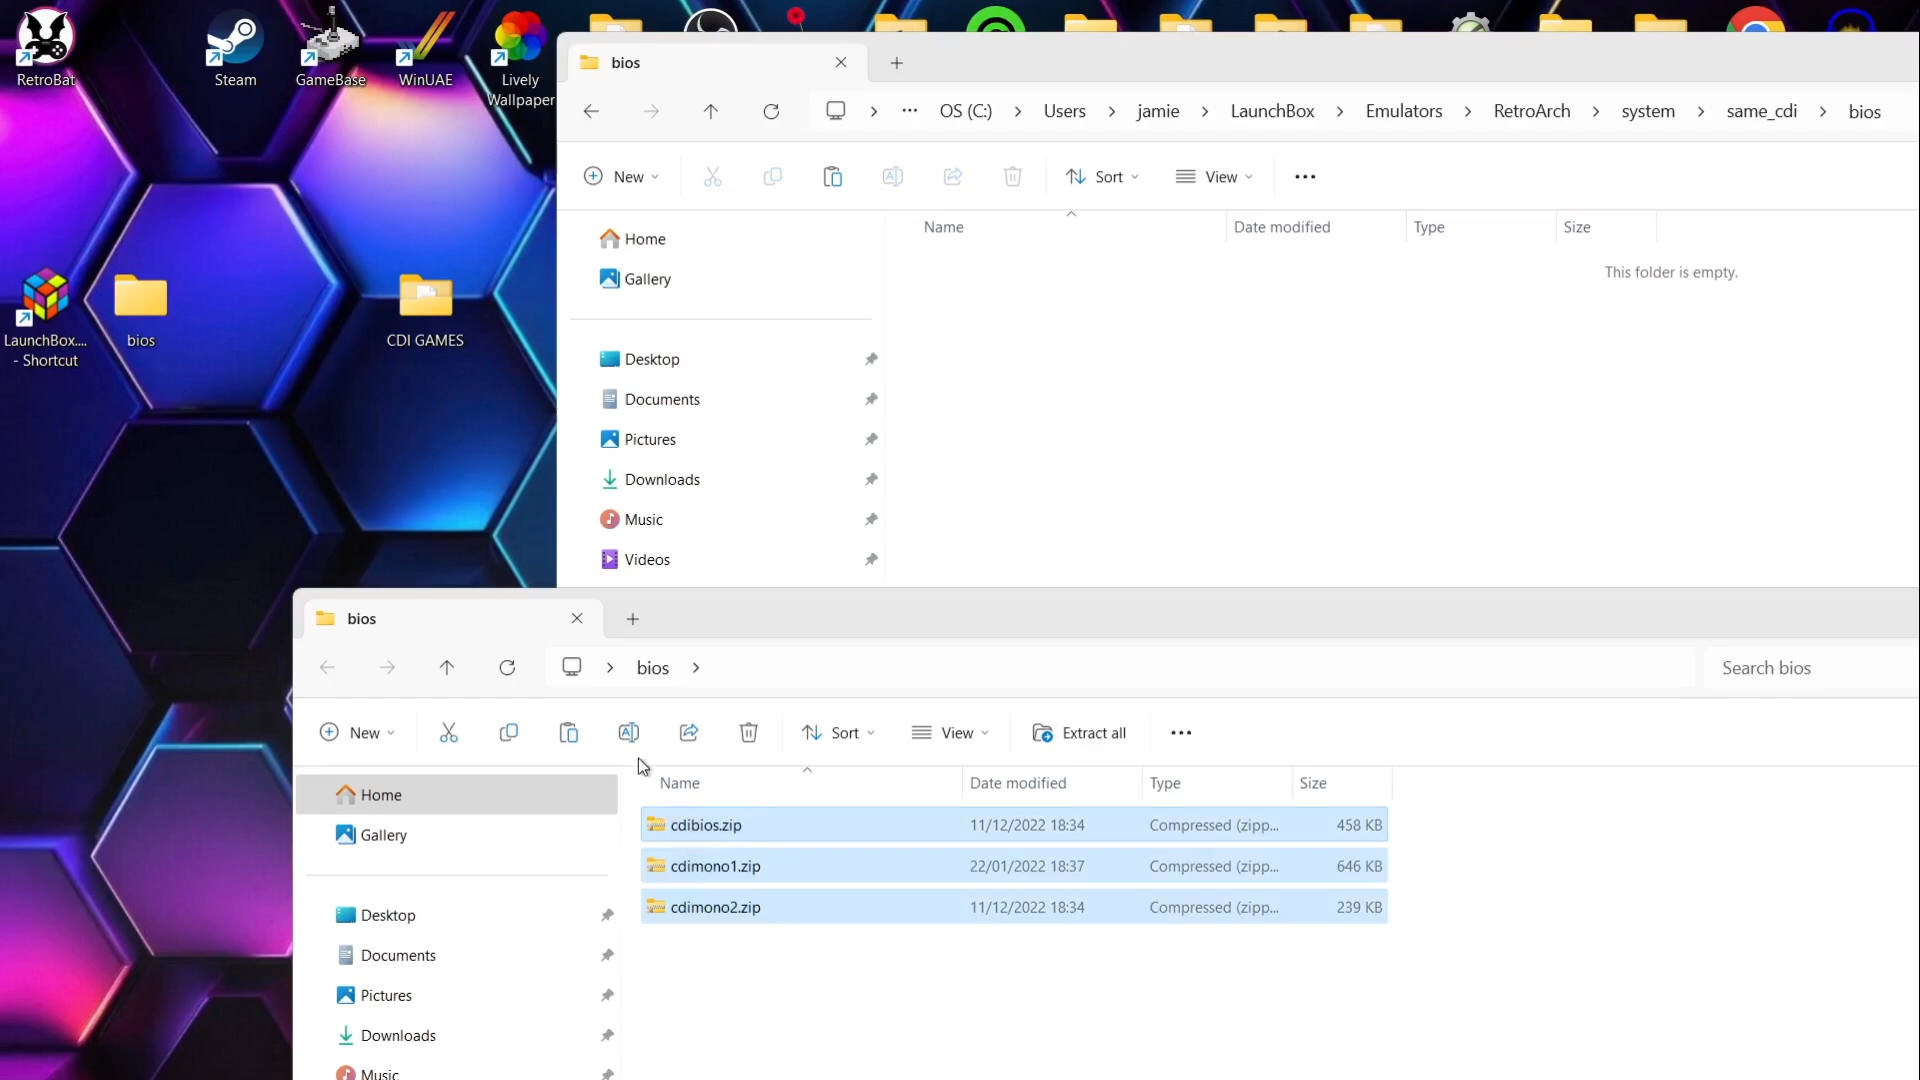 RetroBat
Steam
GameBase
WinUAE
Lively
Wallpaper
LaunchBox....
- Shortcut
bios
CDI GAMES
bios
OS (C:) > Users > jamie > LaunchBox > Emulators > RetroArch > system > same_cdi > bios
New
Sort
View
Name
Date modified
Type
Size
Home
This folder is empty.
Gallery
Desktop
Documents
Pictures
Downloads
Music
Videos
bios
bios
Search bios
New
Sort
View
Extract all
Name
Date modified
Type
Size
Home
cdibios.zip 11/12/2022 18:34 Compressed (zipp... 458 KB
Gallery
cdimono1.zip 22/01/2022 18:37 Compressed (zipp... 646 KB
cdimono2.zip 11/12/2022 18:34 Compressed (zipp... 239 KB
Desktop
Documents
Pictures
Downloads
Music